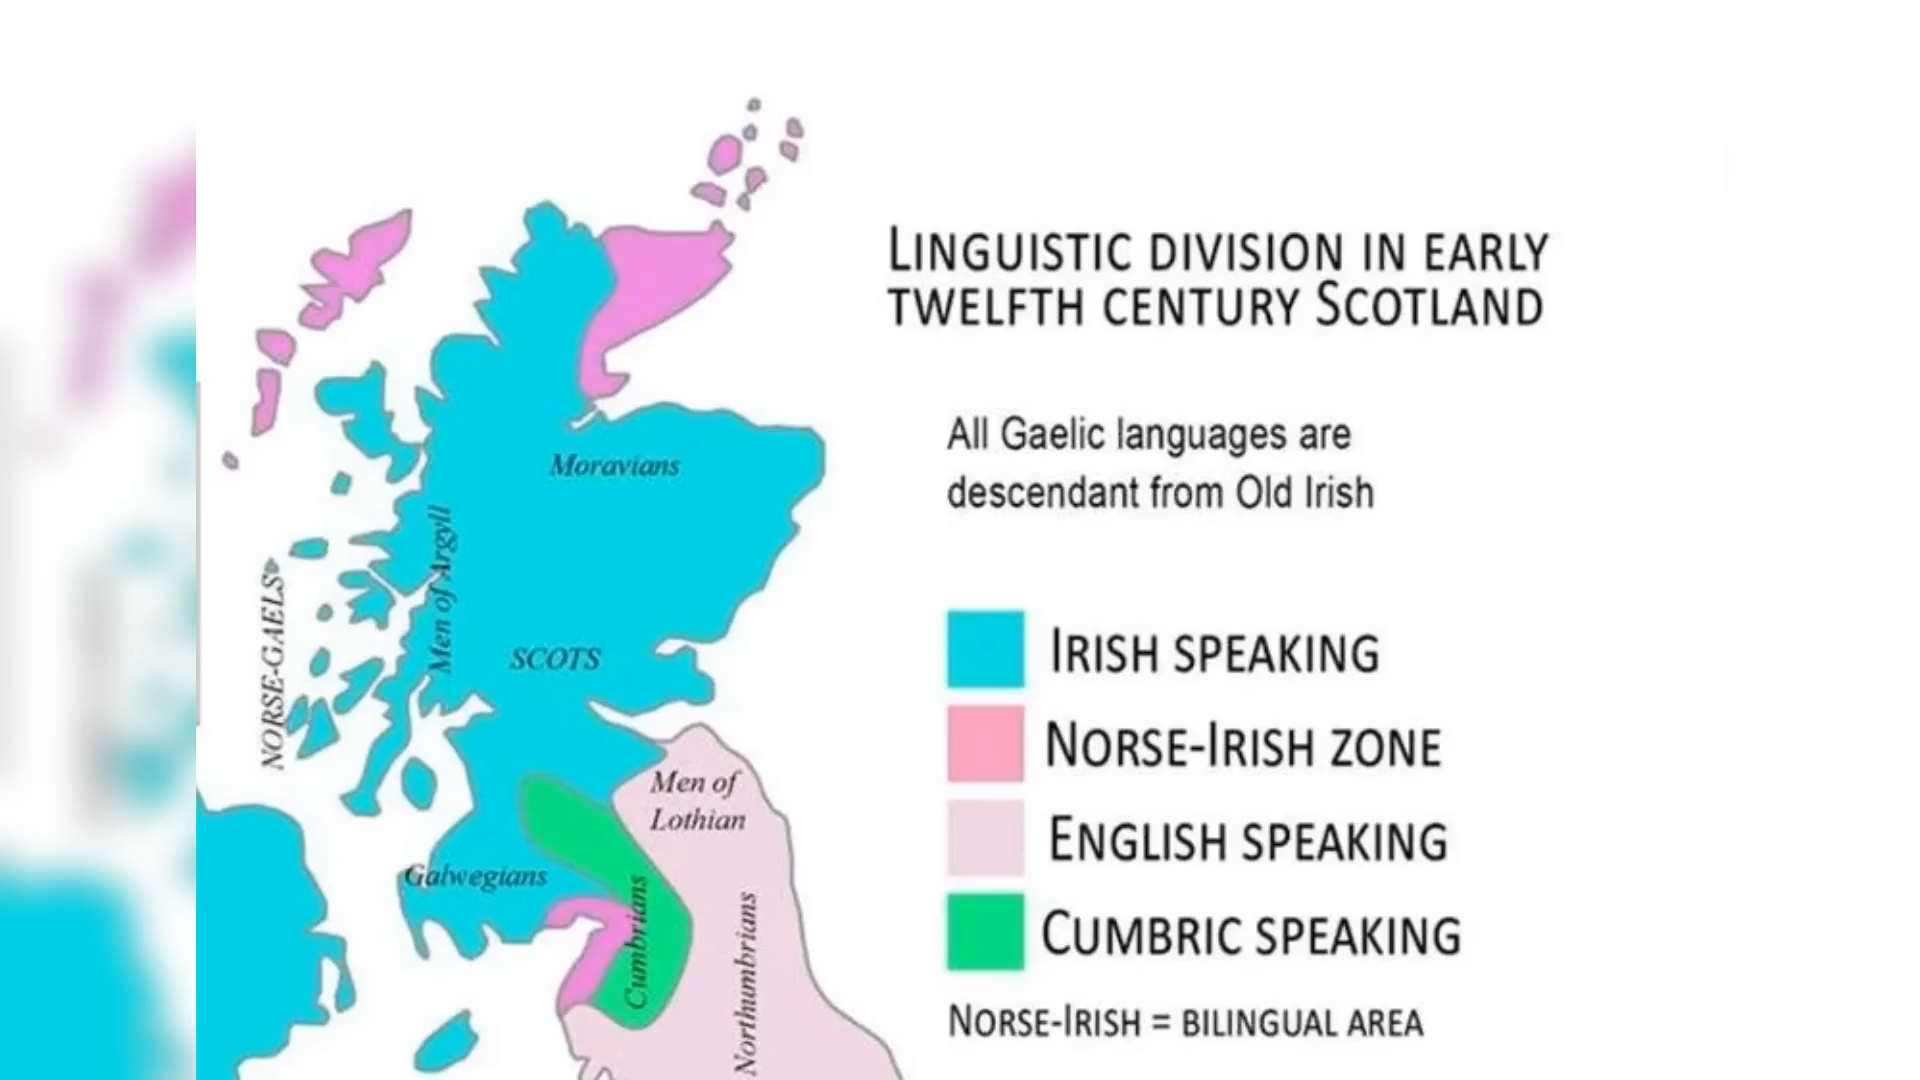 LINGUISTIC DIVISION IN EARLY
TWELFTH CENTURY SCOTLAND
All Gaelic languages are
descendant from Old Irish
Moravians
Men of Argyll
NORSE-GAELS
SCOTS
IRISH SPEAKING
NORSE-IRISH ZONE
Men of
Lothian
ENGLISH SPEAKING
Galwegians
Cumbrians
Northumbrians
CUMBRIC SPEAKING
NORSE-IRISH = BILINGUAL AREA